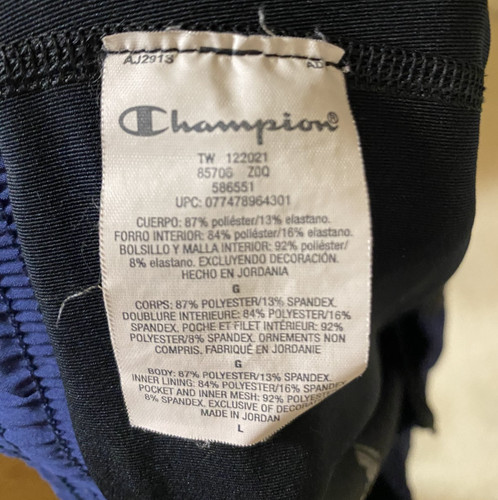 AJ291S
Champion
TW 122021
85706 Z0Q
586551
UPC: 077478964301
CUERPO: 87% poliéster/13% elastano.
FORRO INTERIOR: 84% poliéster/16% elastano.
BOLSILLO Y MALLA INTERIOR: 92% poliéster/
8% elastano. EXCLUYENDO DECORACIÓN.
HECHO EN JORDANIA
G
CORPS: 87% POLYESTER/13% SPANDEX.
DOUBLURE INTERIEURE: 84% POLYESTER/16%
SPANDEX, POCHE ET FILET INTÉRIEUR: 92%
POLYESTER/8% SPANDEX. ORNEMENTS NON
COMPRIS. FABRIQUÉ EN JORDANIE
G
BODY: 87% POLYESTER/13% SPANDEX.
INNER LINING: 84% POLYESTER/16% SPANDEX.
POCKET AND INNER MESH: 92% POLYESTER/
8% SPANDEX. EXCLUSIVE OF
MADE IN JORDAN
L